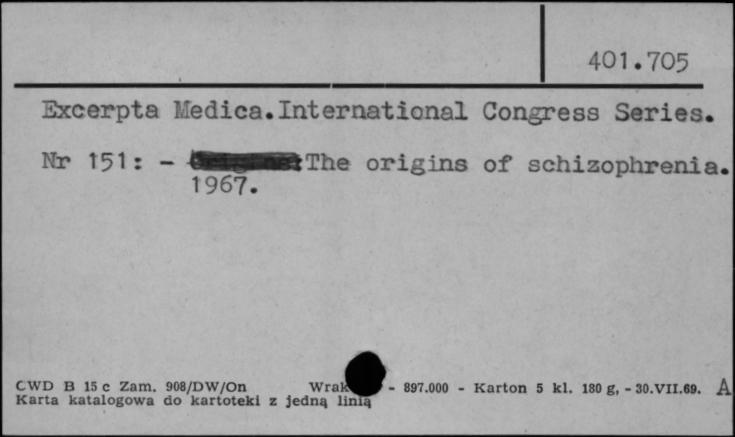 401.705
Excerpta Medica.International Congress Series.
Nr 151: - The origins of schizophrenia.
1967.
CWD B 15 c Zam. 908/DW/On - 897.000 - Karton 5 kl. 180 g, - 30.VII.69. A
Karta katalogowa do kartoteki z jedną linią